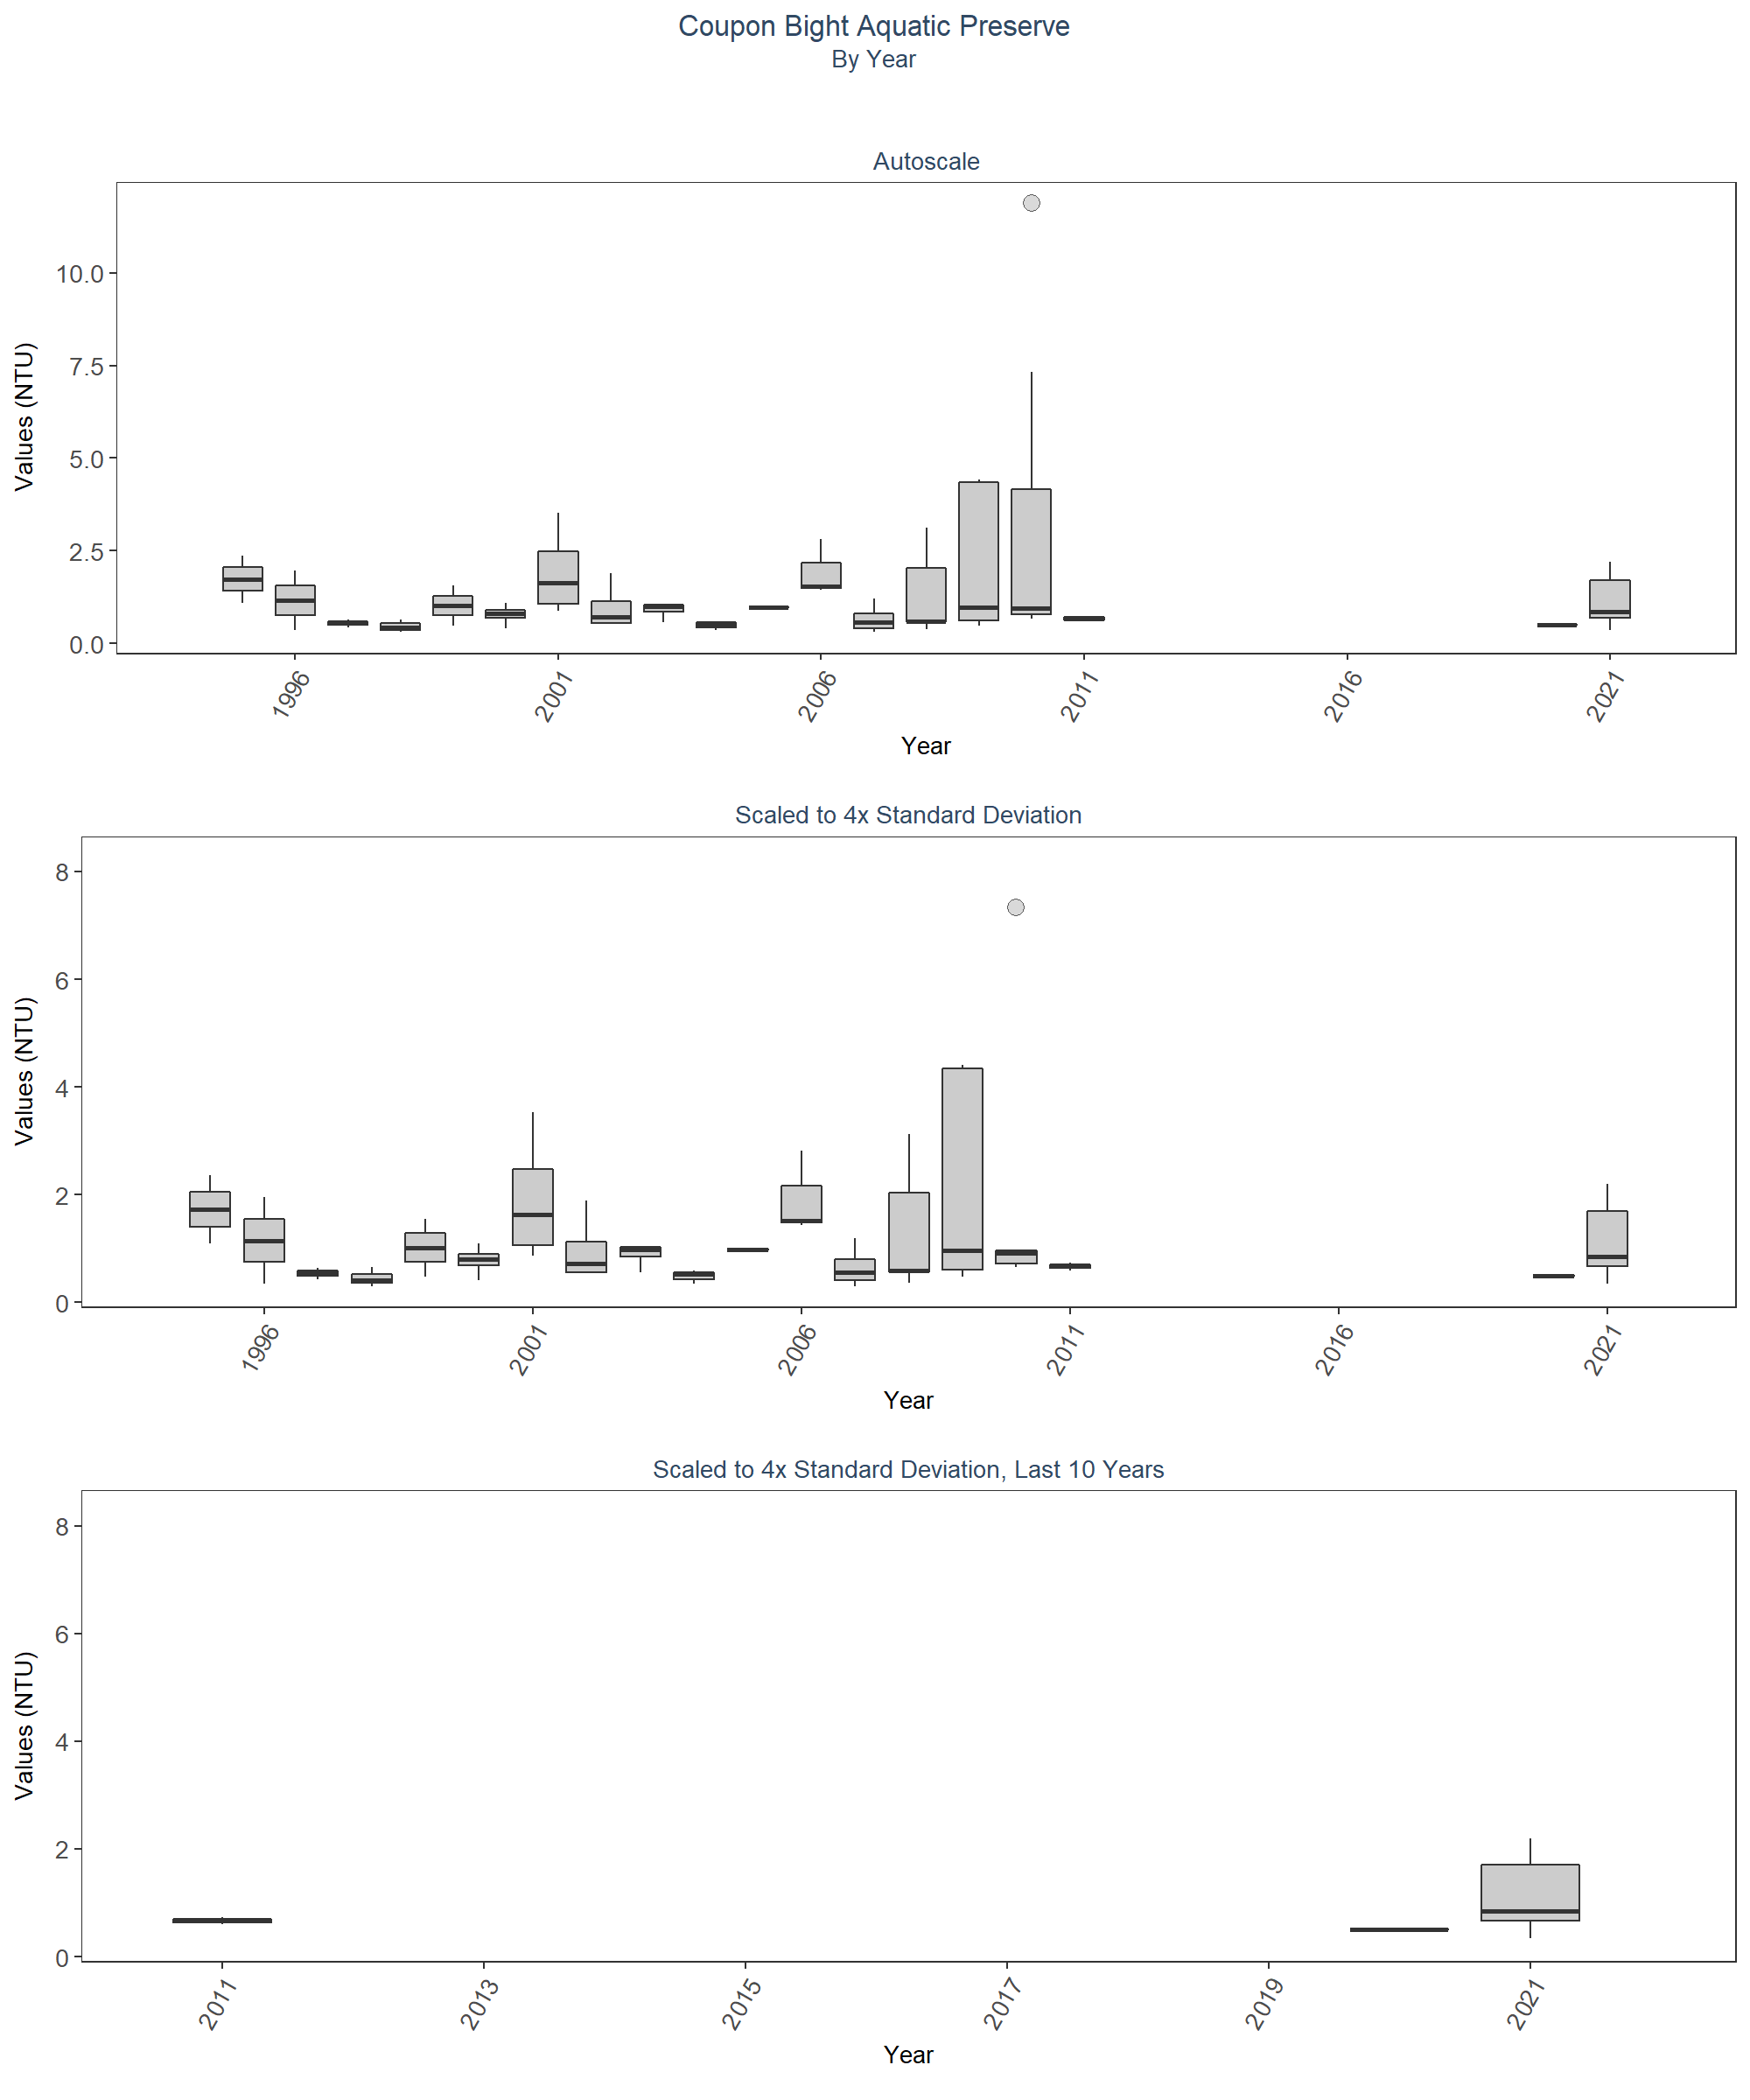 Coupon Bight Aquatic Preserve
By Year
Autoscale
Values (NTU)
10.0
7.5
5.0
2.5
0.0
1996 2001 2006 2011 2016 2021
Year
Scaled to 4x Standard Deviation
Values (NTU)
8
6
4
2
0
1996 2001 2006 2011 2016 2021
Year
Scaled to 4x Standard Deviation, Last 10 Years
Values (NTU)
8
6
4
2
0
2011 2013 2015 2017 2019 2021
Year